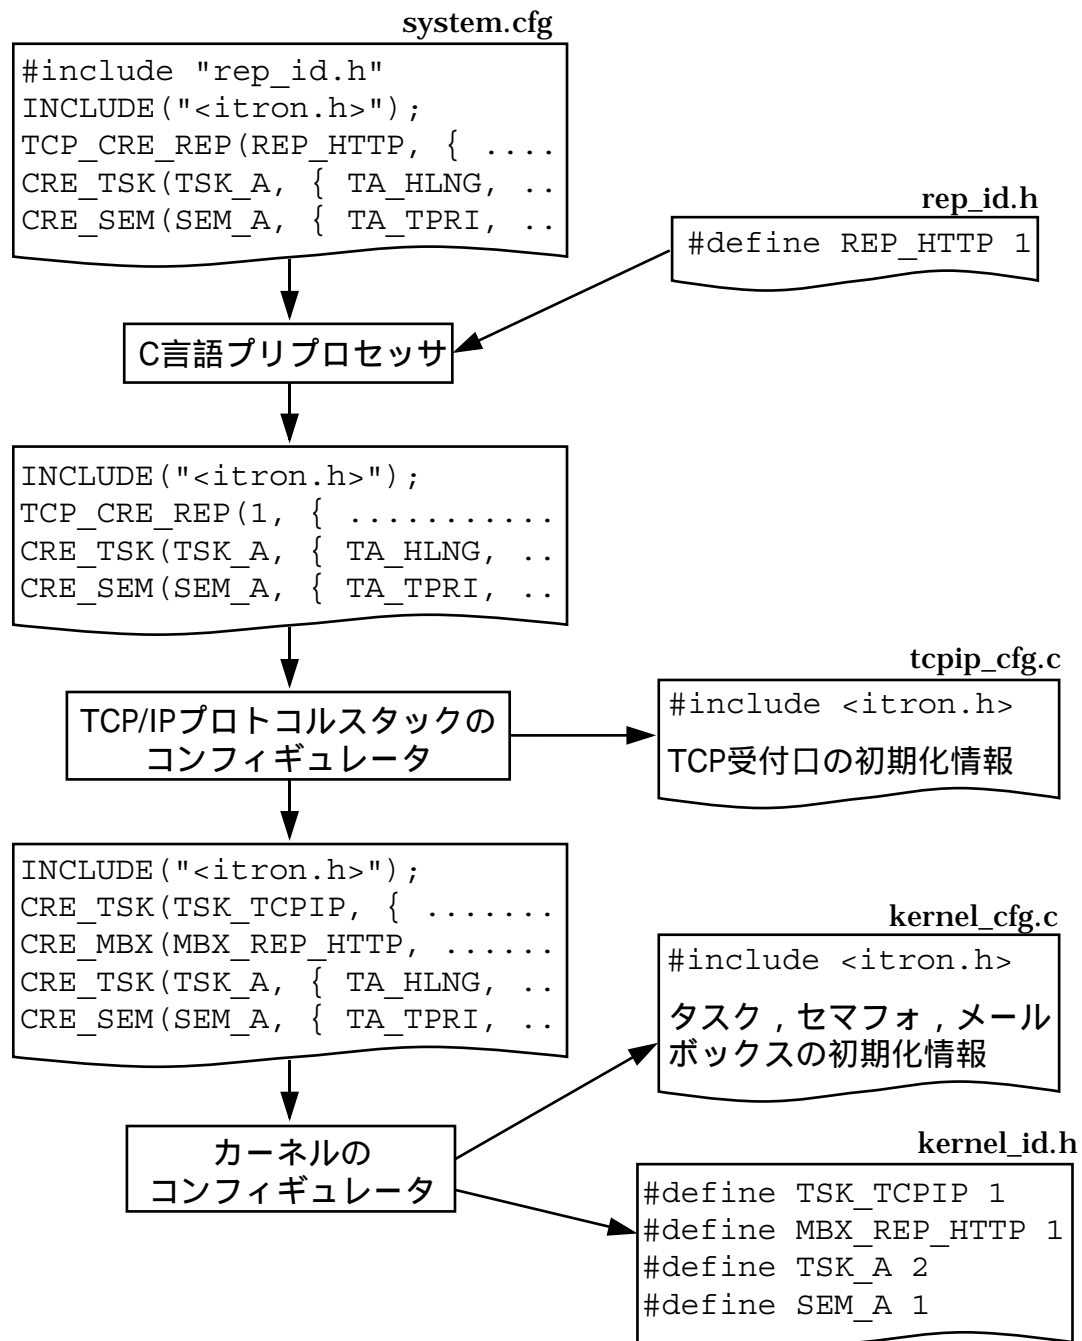 system.cfg
#include "rep_id.h"
INCLUDE("<itron.h>");
TCP_CRE_REP(REP_HTTP, { ....
CRE_TSK(TSK_A, { TA_HLNG, ..
CRE_SEM(SEM_A, { TA_TPRI, ..
rep_id.h
#define REP_HTTP 1
C言語プリプロセッサ
INCLUDE("<itron.h>");
TCP_CRE_REP(1, { ...........
CRE_TSK(TSK_A, { TA_HLNG, ..
CRE_SEM(SEM_A, { TA_TPRI, ..
TCP/IPプロトコルスタックの
コンフィギュレータ
tcpip_cfg.c
#include <itron.h>
TCP受付口の初期化情報
INCLUDE("<itron.h>");
CRE_TSK(TSK_TCPIP, { .......
CRE_MBX(MBX_REP_HTTP, ......
CRE_TSK(TSK_A, { TA_HLNG, ..
CRE_SEM(SEM_A, { TA_TPRI, ..
kernel_cfg.c
#include <itron.h>
タスク，セマフォ，メール
ボックスの初期化情報
カーネルの
コンフィギュレータ
kernel_id.h
#define TSK_TCPIP 1
#define MBX_REP_HTTP 1
#define TSK_A 2
#define SEM_A 1